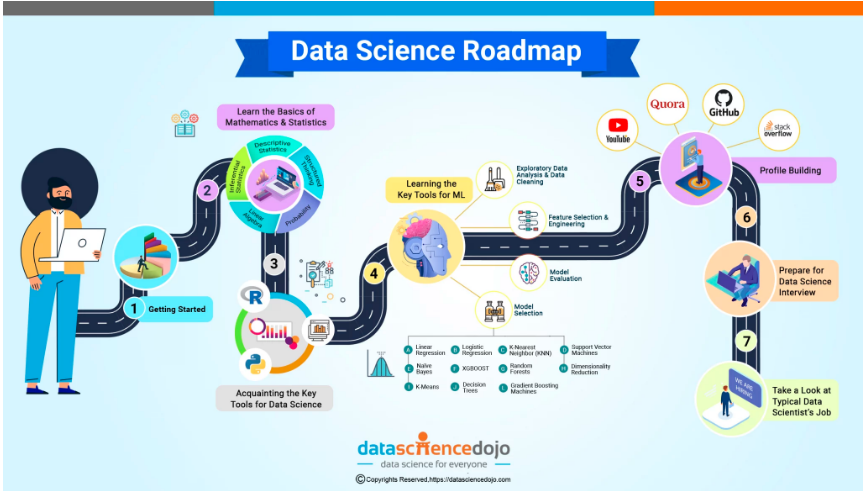 Data Science Roadmap
1
Getting Started
2
Learn the Basics of
Mathematics & Statistics
Descriptive
Statistics
Structured
Thinking
Probability
Linear
Algebra
Inferential
Statistics
3
R
Acquainting the Key
Tools for Data Science
4
Learning the
Key Tools for ML
Exploratory Data
Analysis & Data
Cleaning
Feature Selection &
Engineering
Model
Evaluation
Model
Selection
A Linear
Regression
B Logistic
Regression
C K-Nearest
Neighbor (KNN)
D Support Vector
Machines
E Naïve
Bayes
F XGBOOST
G Random
Forests
H Dimensionality
Reduction
I K-Means
J Decision
Trees
L Gradient Boosting
Machines
5
YouTube
Quora
GitHub
stack
overflow
Profile Building
6
Prepare for
Data Science
Interview
7
WE ARE
HIRING
Take a Look at
Typical Data
Scientist's Job
datasciencedojo
data science for everyone
©Copyrights Reserved,https://datasciencedojo.com